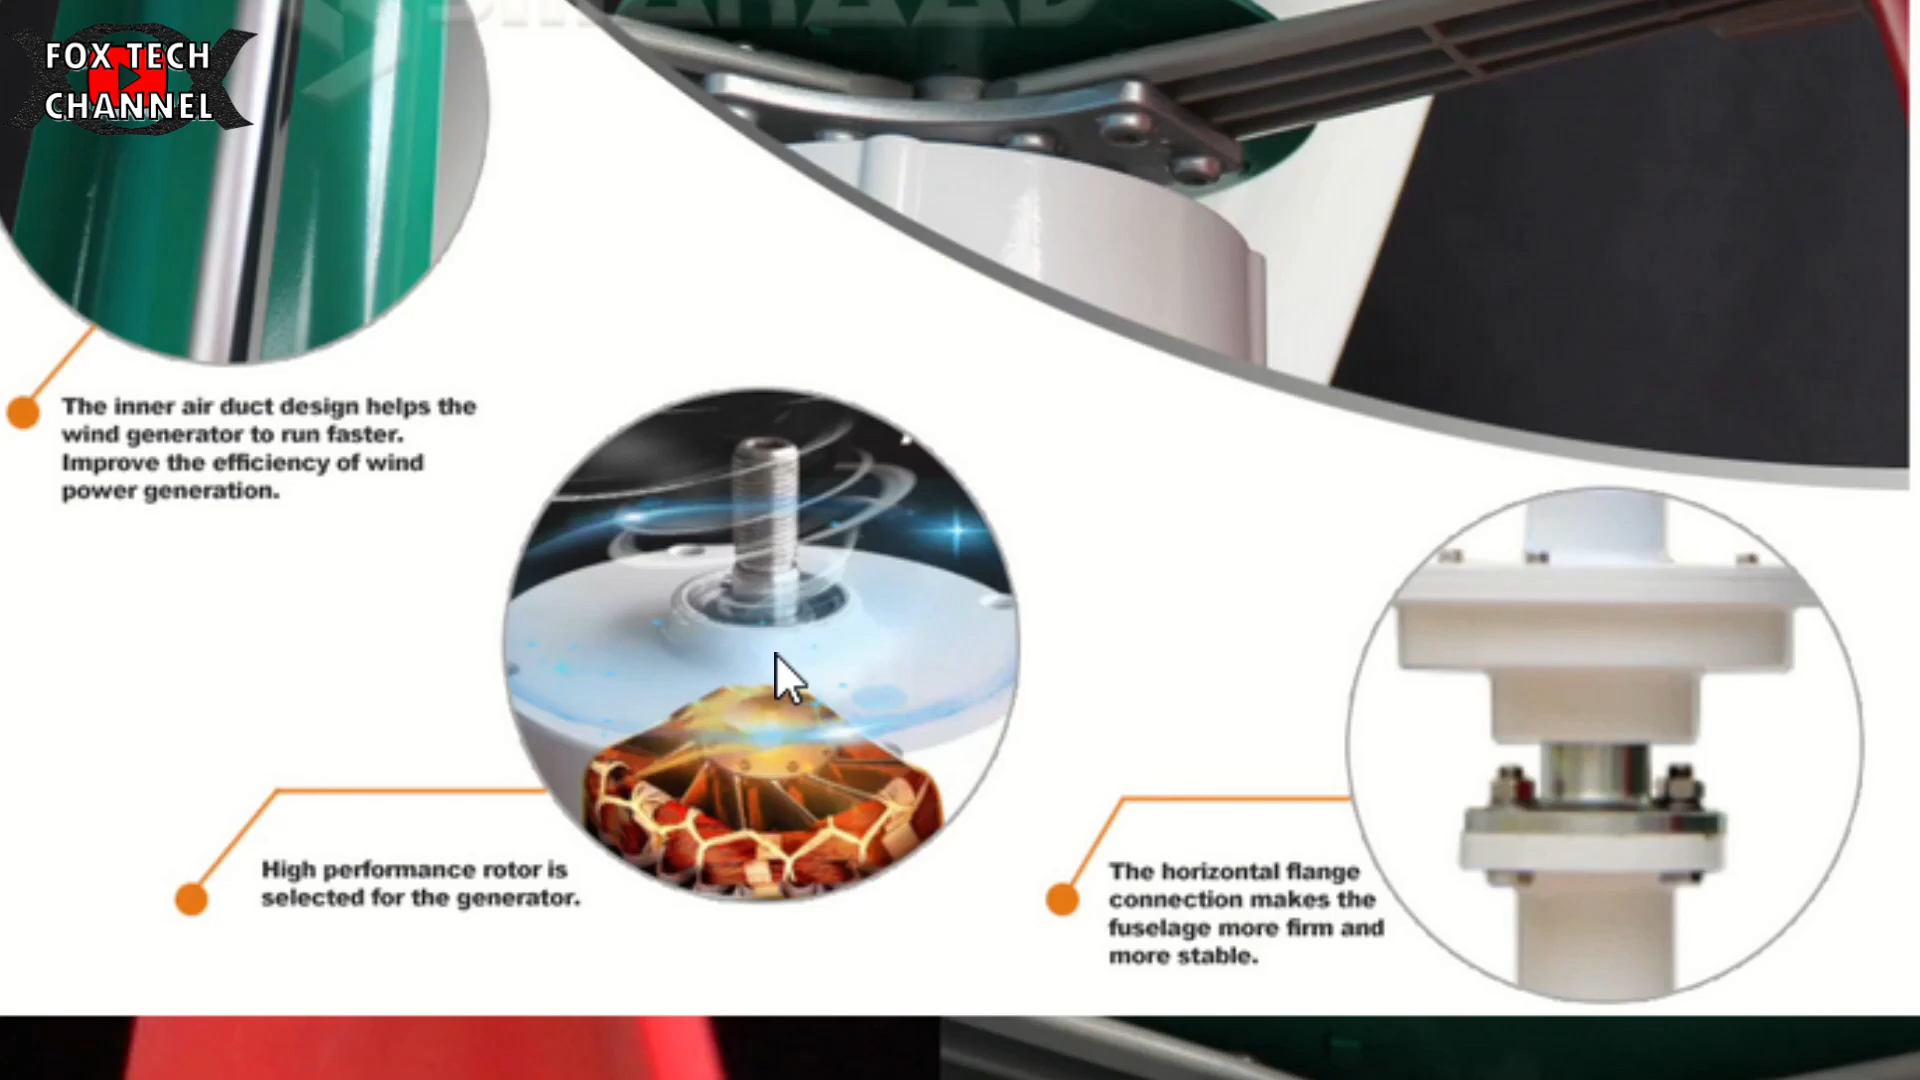 FOX TECH
CHANNEL
The inner air duct design helps the
wind generator to run faster.
Improve the efficiency of wind
power generation.
High performance rotor is
selected for the generator.
The horizontal flange
connection makes the
fuselage more firm and
more stable.